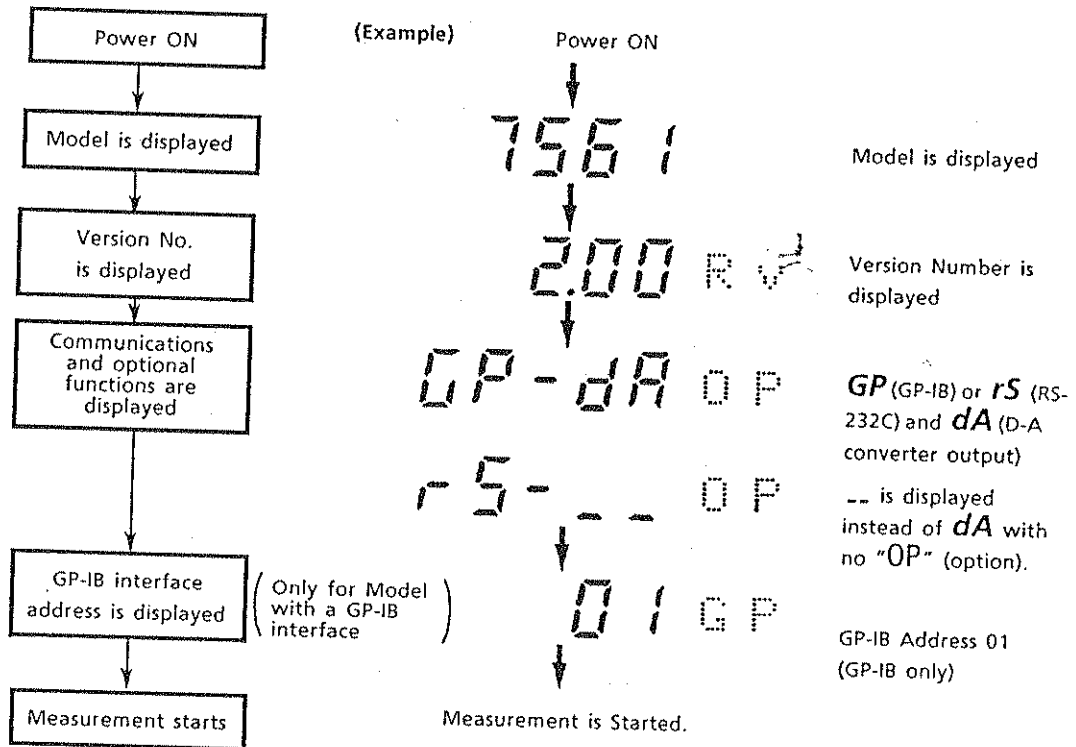 Power ON
Model is displayed
Version No.
is displayed
Communications
and optional
functions are
displayed
GP-IB interface
address is displayed
(Only for Model
with a GP-IB
interface)
Measurement starts
(Example)
Power ON
7561
Model is displayed
2.00 R V
Version Number is
displayed
GP-dA OP
GP (GP-IB) or rS (RS-
232C) and dA (D-A
converter output)
rS-__ OP
-- is displayed
instead of dA with
no "OP" (option).
01 GP
GP-IB Address 01
(GP-IB only)
Measurement is Started.